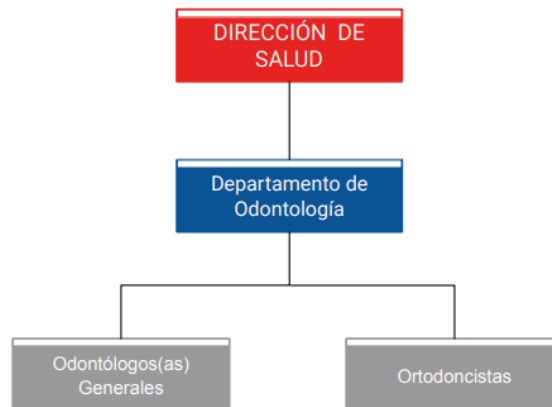 DIRECCIÓN DE
SALUD
Departamento de
Odontología
Odontólogos(as)
Generales
Ortodoncistas